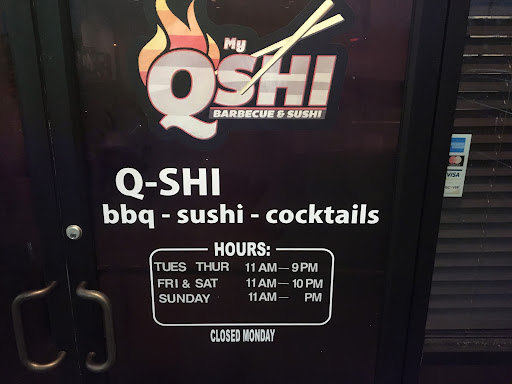 My
QSHI
BARBECUE & SUSHI
Q-SHI
bbq - sushi - cocktails
HOURS:
TUES THUR 11 AM — 9 PM
FRI & SAT 11 AM — 10 PM
SUNDAY 11 AM — PM
CLOSED MONDAY
VISA